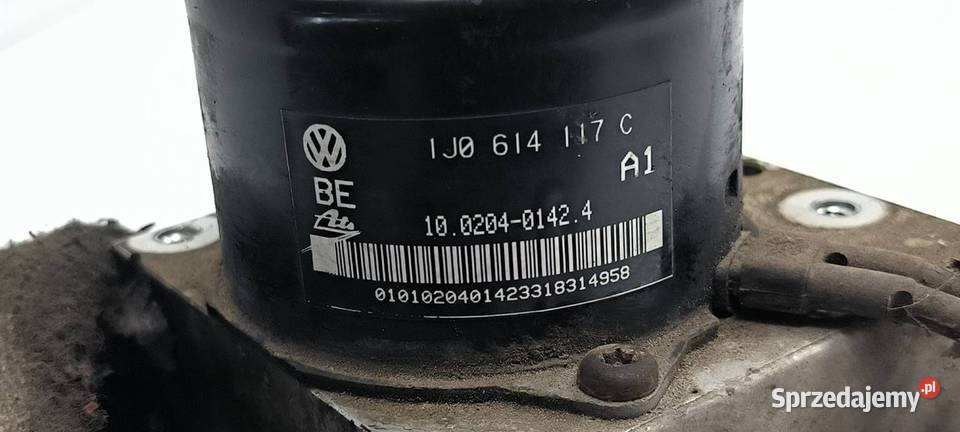 1J0 614 117 C
BE
A1
Ate
10.0204-0142.4
0101020401423318314958
Sprzedajemy.pl